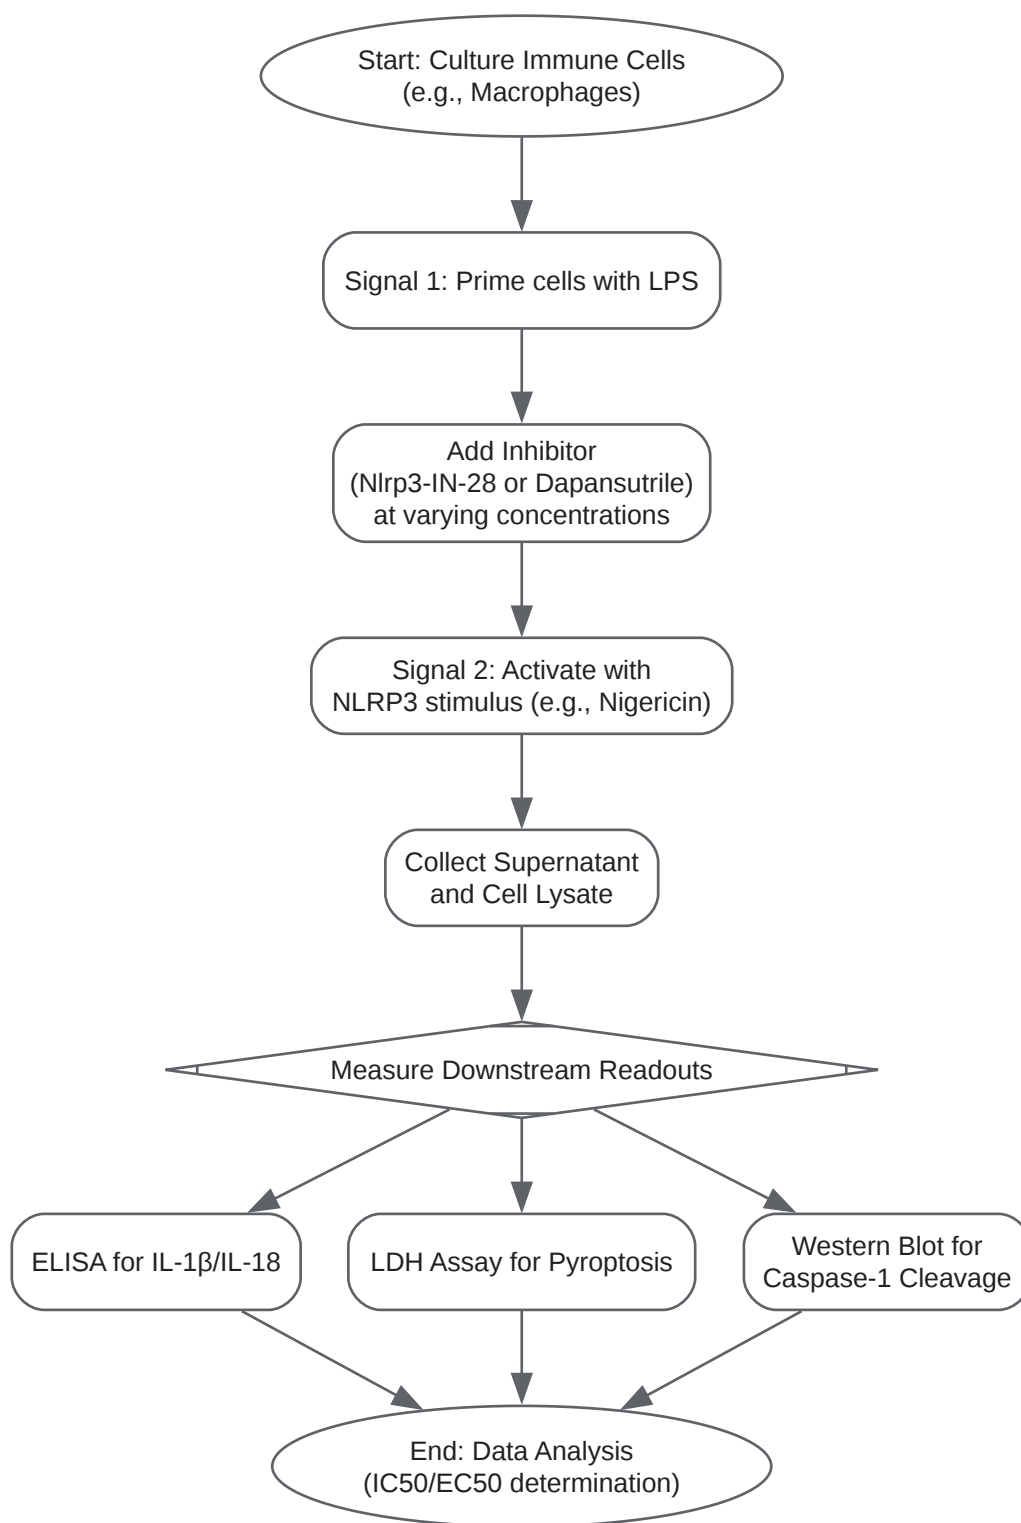 Start: Culture Immune Cells
(e.g., Macrophages)
Signal 1: Prime cells with LPS
Add Inhibitor
(Nlrp3-IN-28 or Dapansutrile)
at varying concentrations
Signal 2: Activate with
NLRP3 stimulus (e.g., Nigericin)
Collect Supernatant
and Cell Lysate
Measure Downstream Readouts
ELISA for IL-1β/IL-18
LDH Assay for Pyroptosis
Western Blot for
Caspase-1 Cleavage
End: Data Analysis
(IC50/EC50 determination)